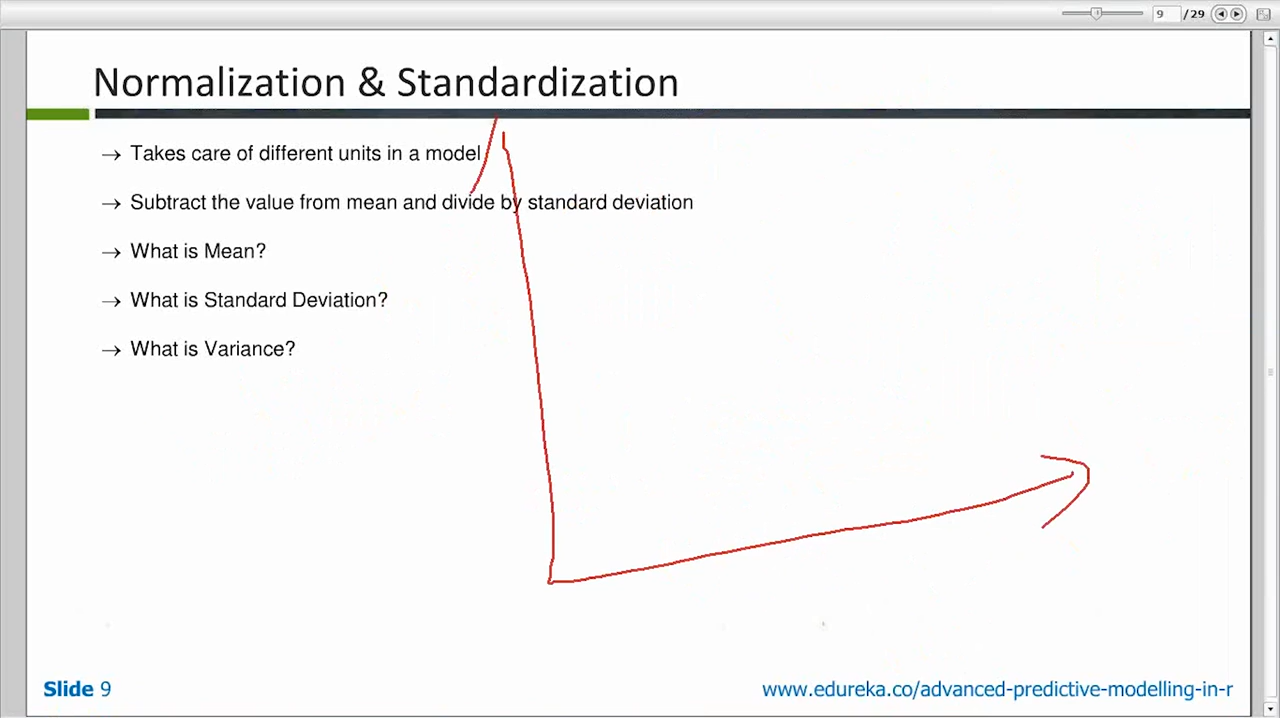 9 /29
Normalization & Standardization
→ Takes care of different units in a model
→ Subtract the value from mean and divide by standard deviation
→ What is Mean?
→ What is Standard Deviation?
→ What is Variance?
Slide 9
www.edureka.co/advanced-predictive-modelling-in-r